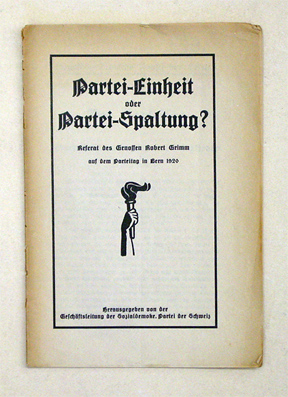 Partei-Einheit
oder
Partei-Spaltung?
Referat des Genossen Robert Grimm
auf dem Parteitag in Bern 1920
Herausgegeben von der
Geschäftsleitung der Sozialdemokr. Partei der Schweiz